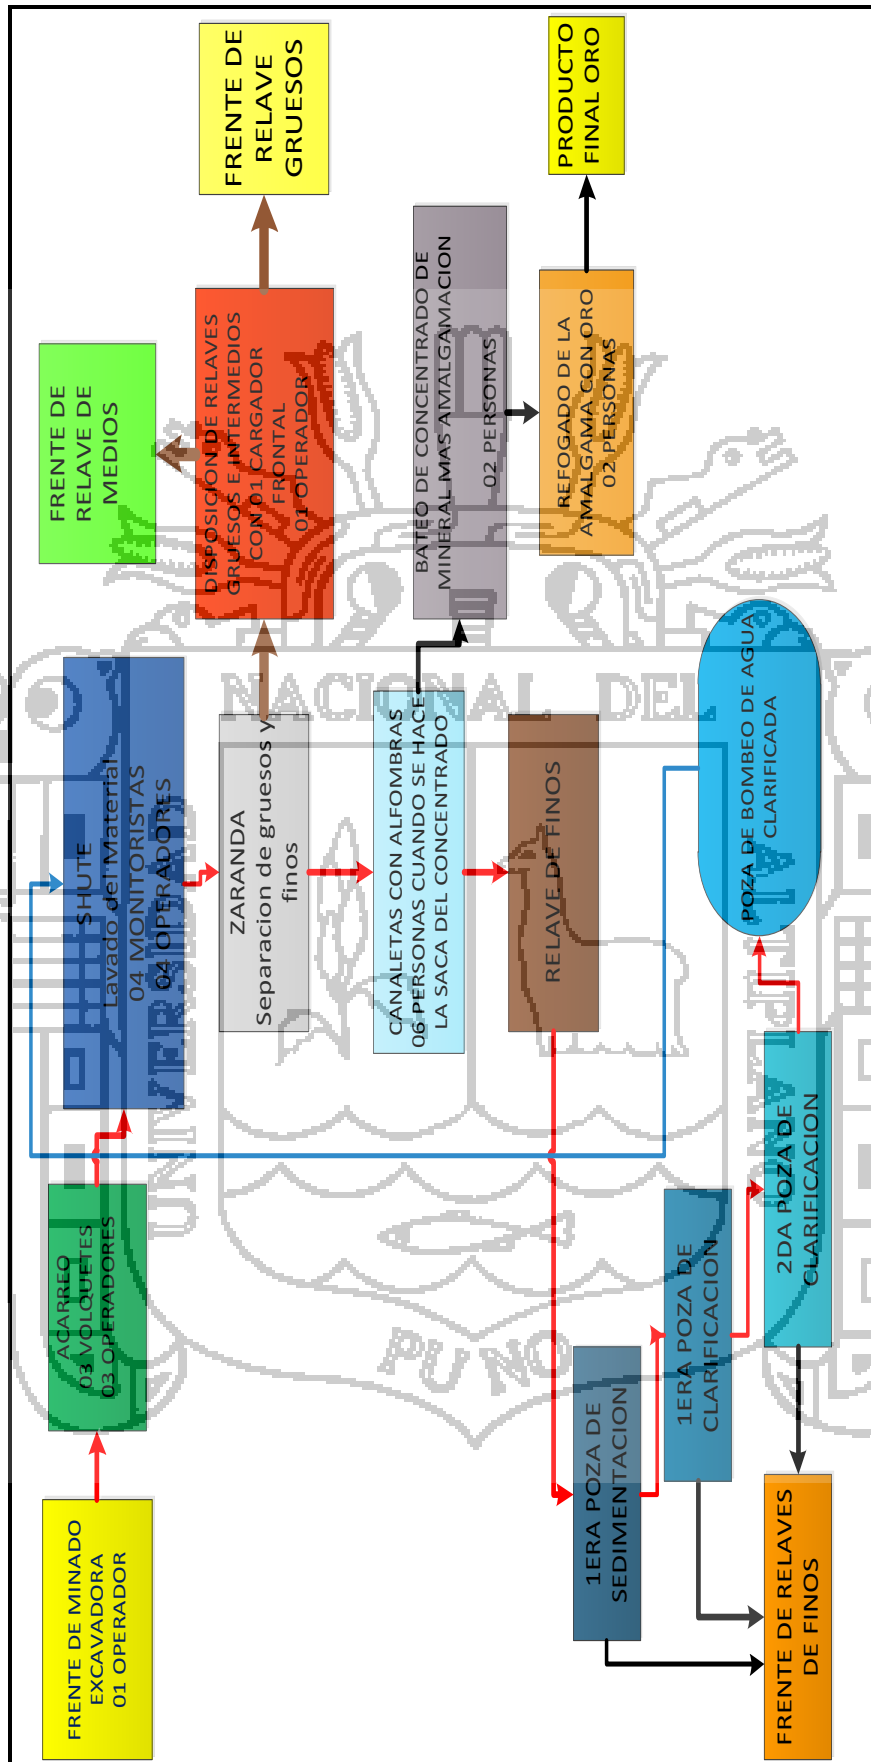 FRENTE DE MINADO
EXCAVADORA
01 OPERADOR
ACARREO
03 VOLQUETES
03 OPERADORES
SHUTE
Lavado del Material
04 MONITORISTAS
04 OPERADORES
FRENTE DE
RELAVE DE
MEDIOS
FRENTE DE
RELAVE
GRUESOS
DISPOSICION DE RELAVES
GRUESOS E INTERMEDIOS
CON 01 CARGADOR
FRONTAL
01 OPERADOR
ZARANDA
Separacion de gruesos y
finos
CANALETAS CON ALFOMBRAS
06 PERSONAS CUANDO SE HACE
LA SACA DEL CONCENTRADO
BATEO DE CONCENTRADO DE
MINERAL MAS AMALGAMACION
02 PERSONAS
REFOGADO DE LA
AMALGAMA CON ORO
02 PERSONAS
PRODUCTO
FINAL ORO
RELAVE DE FINOS
1ERA POZA DE
SEDIMENTACION
1ERA POZA DE
CLARIFICACION
2DA POZA DE
CLARIFICACION
POZA DE BOMBEO DE AGUA
CLARIFICADA
FRENTE DE RELAVES
DE FINOS
UNIVERSIDAD
NACIONAL DEL
ALTIPLANO
PUNO